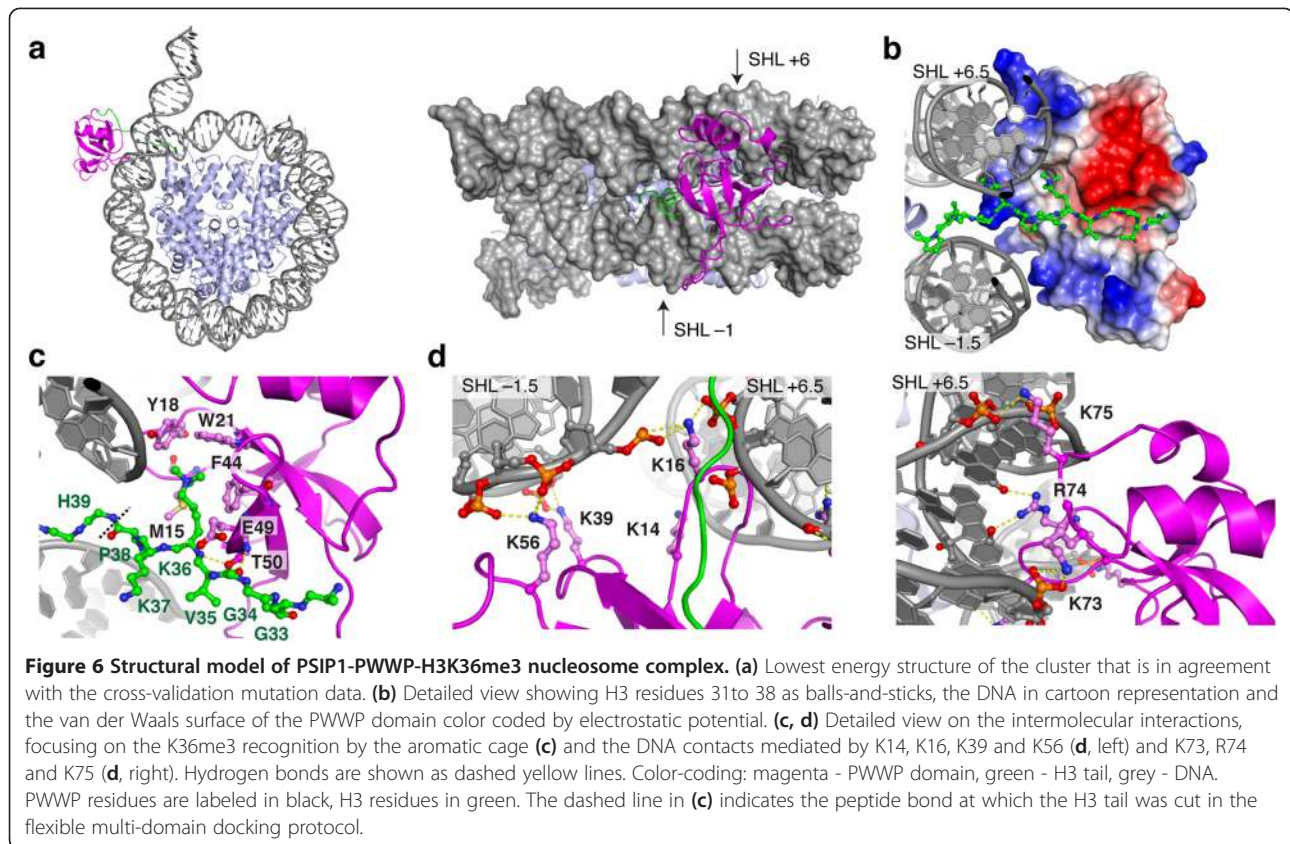 a
SHL +6
SHL −1
b
SHL +6.5
SHL −1.5
c
Y18
W21
F44
H39
M15
E49
P38
K36
T50
K37
V35
G34
G33
d
SHL −1.5
SHL +6.5
K16
K39
K14
K56
SHL +6.5
K75
R74
K73
Figure 6 Structural model of PSIP1-PWWP-H3K36me3 nucleosome complex. (a) Lowest energy structure of the cluster that is in agreement
with the cross-validation mutation data. (b) Detailed view showing H3 residues 31to 38 as balls-and-sticks, the DNA in cartoon representation and
the van der Waals surface of the PWWP domain color coded by electrostatic potential. (c, d) Detailed view on the intermolecular interactions,
focusing on the K36me3 recognition by the aromatic cage (c) and the DNA contacts mediated by K14, K16, K39 and K56 (d, left) and K73, R74
and K75 (d, right). Hydrogen bonds are shown as dashed yellow lines. Color-coding: magenta - PWWP domain, green - H3 tail, grey - DNA.
PWWP residues are labeled in black, H3 residues in green. The dashed line in (c) indicates the peptide bond at which the H3 tail was cut in the
flexible multi-domain docking protocol.